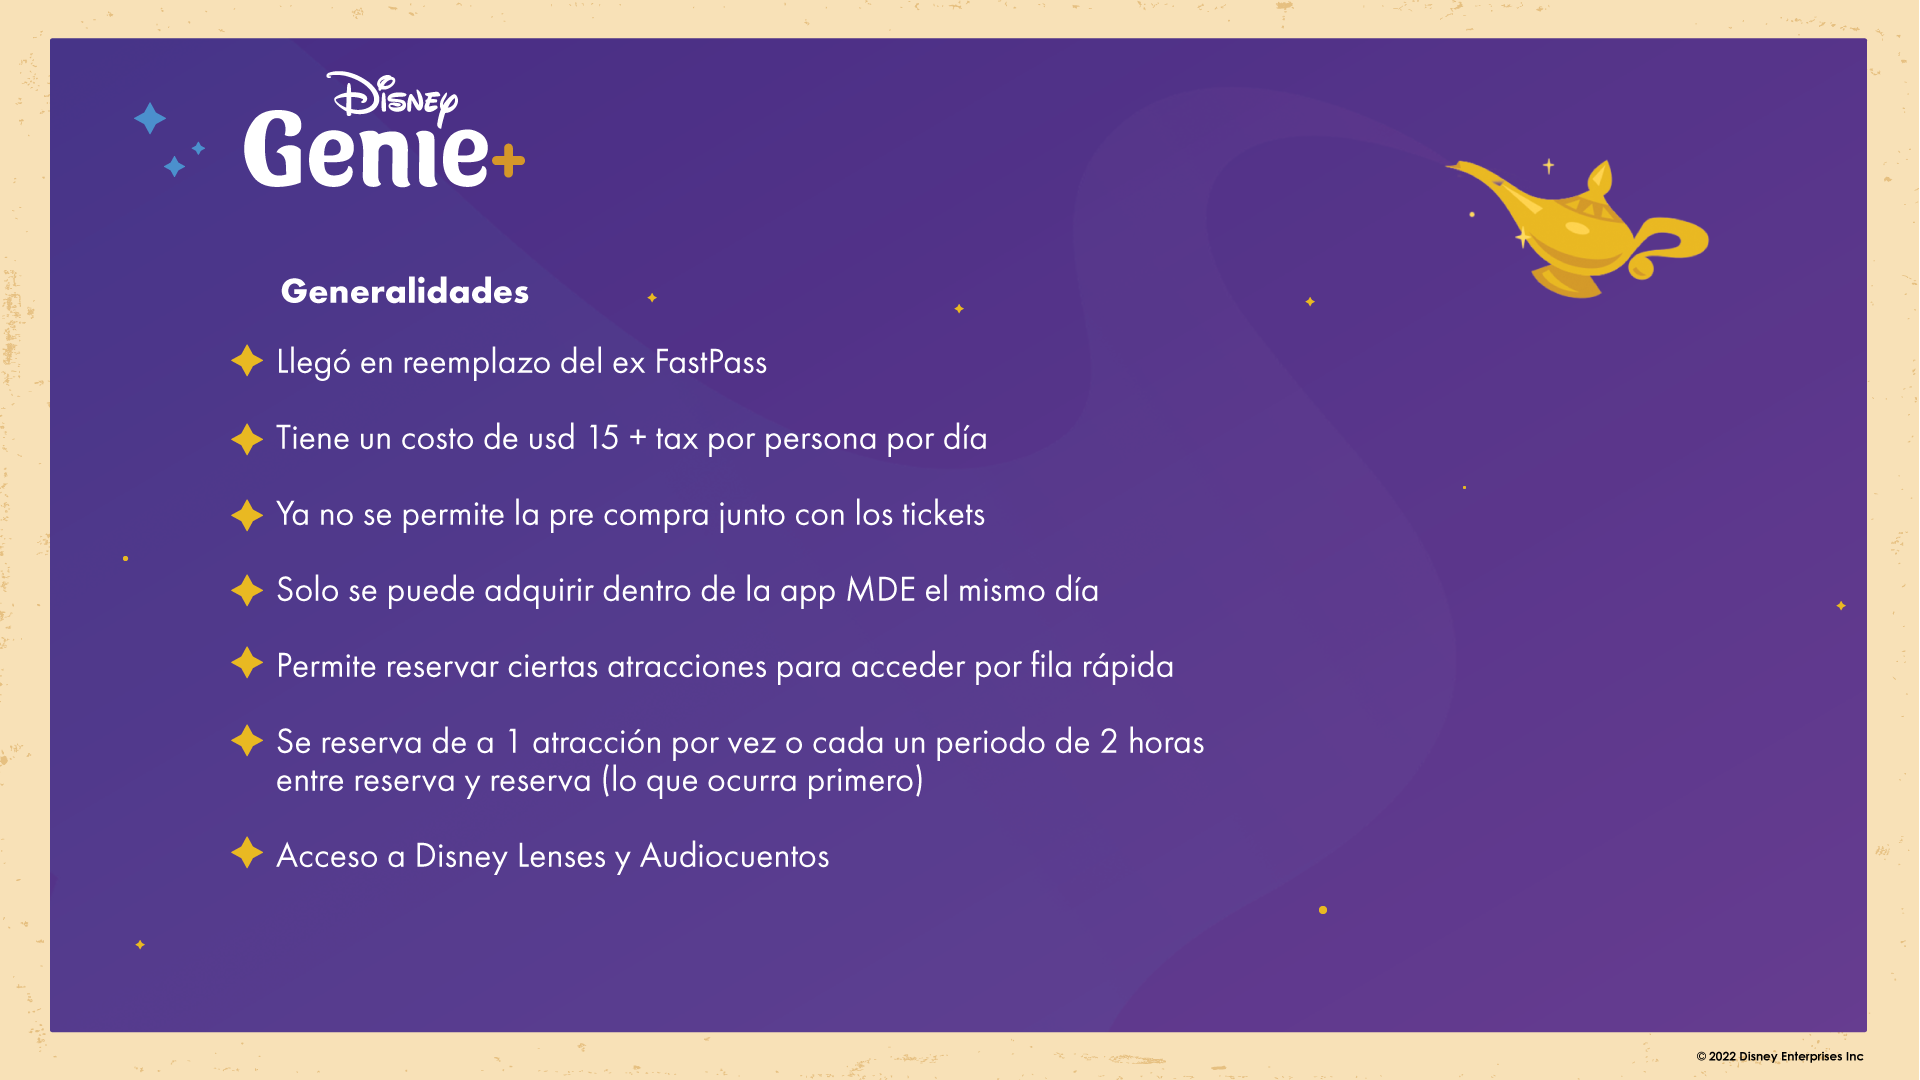 Disney
Genie+
Generalidades
Llegó en reemplazo del ex FastPass
Tiene un costo de usd 15 + tax por persona por día
Ya no se permite la pre compra junto con los tickets
Solo se puede adquirir dentro de la app MDE el mismo día
Permite reservar ciertas atracciones para acceder por fila rápida
Se reserva de a 1 atracción por vez o cada un periodo de 2 horas
entre reserva y reserva (lo que ocurra primero)
Acceso a Disney Lenses y Audiocuentos
© 2022 Disney Enterprises Inc